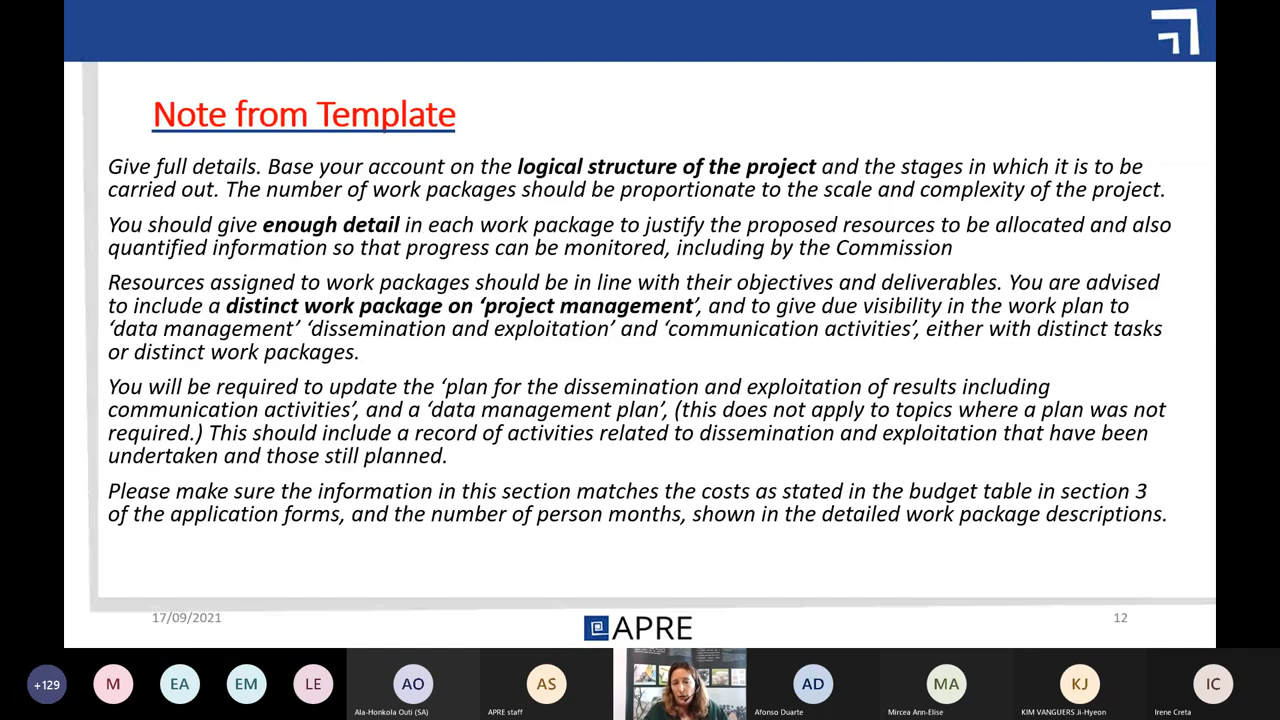 Note from Template
Give full details. Base your account on the logical structure of the project and the stages in which it is to be
carried out. The number of work packages should be proportionate to the scale and complexity of the project.
You should give enough detail in each work package to justify the proposed resources to be allocated and also
quantified information so that progress can be monitored, including by the Commission
Resources assigned to work packages should be in line with their objectives and deliverables. You are advised
to include a distinct work package on ‘project management’, and to give due visibility in the work plan to
‘data management’ ‘dissemination and exploitation’ and ‘communication activities’, either with distinct tasks
or distinct work packages.
You will be required to update the ‘plan for the dissemination and exploitation of results including
communication activities’, and a ‘data management plan’, (this does not apply to topics where a plan was not
required.) This should include a record of activities related to dissemination and exploitation that have been
undertaken and those still planned.
Please make sure the information in this section matches the costs as stated in the budget table in section 3
of the application forms, and the number of person months, shown in the detailed work package descriptions.
17/09/2021
APRE
12
+129 M EA EM LE AO AS AD MA KJ IC
Ala-Honkola Outi (SA) APRE staff Afonso Duarte Mircea Ann-Elise KIM VANGUERS Ji-Hyeon Irene Creta